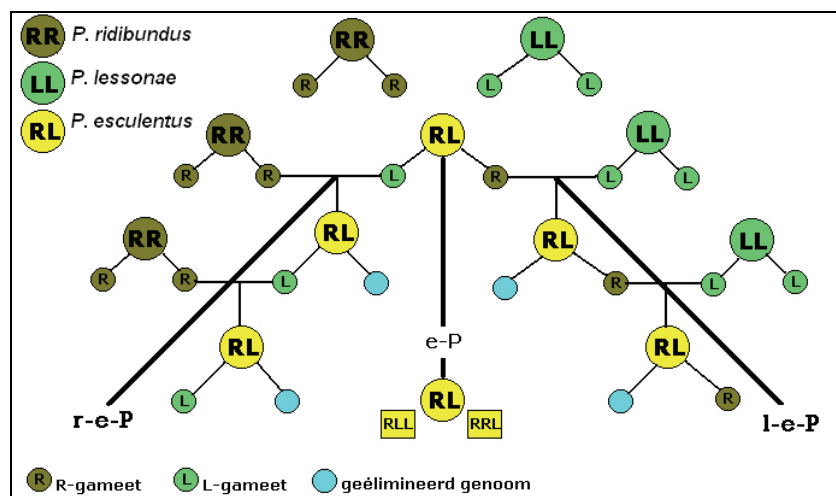 RR P. ridibundus RR LL
LL P. lessonae R R L L
RL P. esculentus RR RL LL
R R L R L L
RR RL RL LL
R R L R L L
RL e-P RL
L RL R
r-e-P RLL RRL l-e-P
R R-gameet L L-gameet geëlimineerd genoom